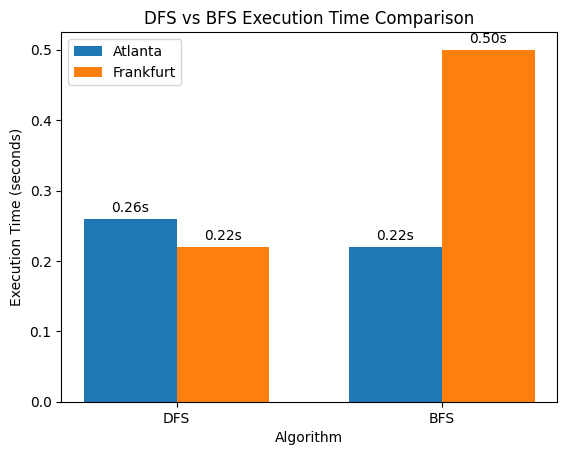 DFS vs BFS Execution Time Comparison
Atlanta
Frankfurt
Execution Time (seconds)
0.5
0.4
0.3
0.2
0.1
0.0
0.26s
0.22s
0.22s
0.50s
DFS
BFS
Algorithm